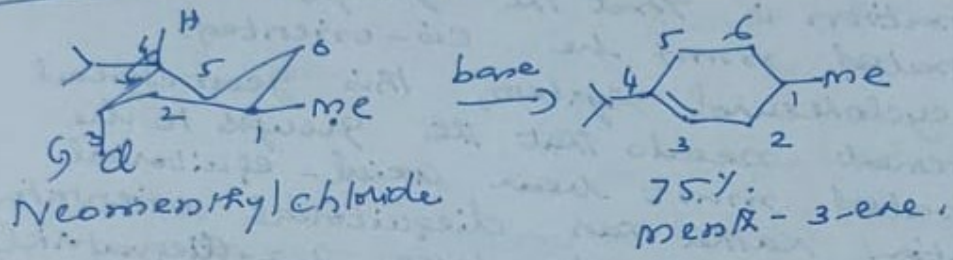 H
4 5 6
3 2 1 me
Cl
base
5 6
4 me
3 2 1
Neomenthyl chloride
75%.
menth - 3-ene.